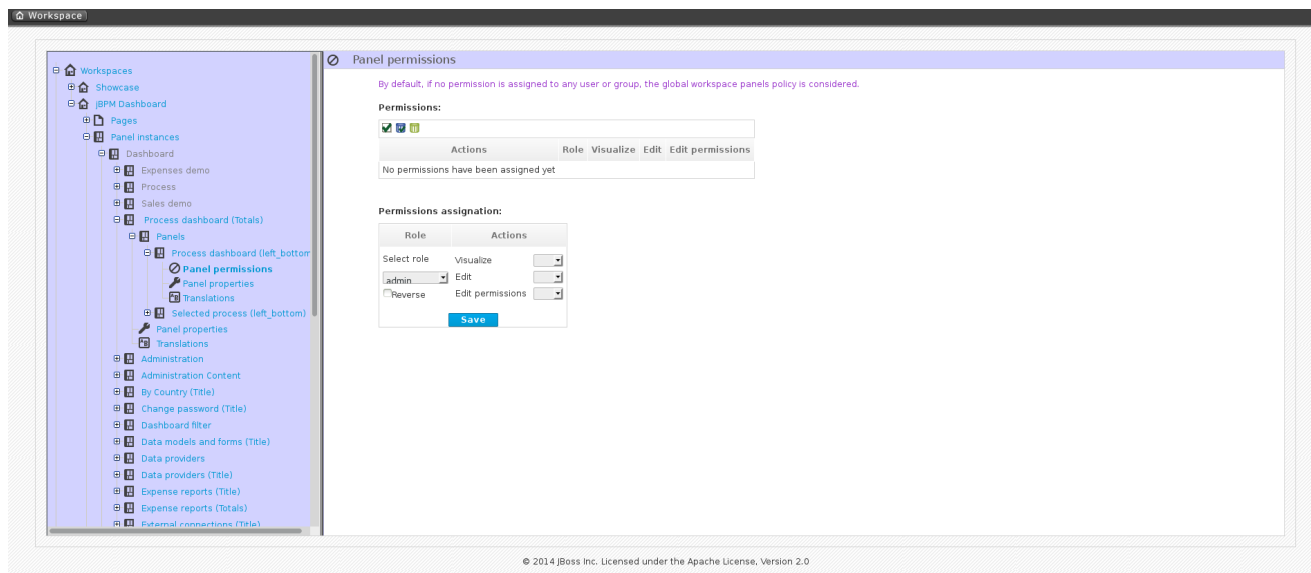 Workspace
Workspaces
Showcase
jBPM Dashboard
Pages
Panel instances
Dashboard
Expenses demo
Process
Sales demo
Process dashboard (Totals)
Panels
Process dashboard (left_bottom
Panel permissions
Panel properties
Translations
Selected process (left_bottom)
Panel properties
Translations
Administration
Administration Content
By Country (Title)
Change password (Title)
Dashboard filter
Data models and forms (Title)
Data providers
Data providers (Title)
Expense reports (Title)
Expense reports (Totals)
External connections (Title)
Panel permissions
By default, if no permission is assigned to any user or group, the global workspace panels policy is considered.
Permissions:
Actions Role Visualize Edit Edit permissions
No permissions have been assigned yet
Permissions assignation:
Role Actions
Select role Visualize
admin Edit
Reverse Edit permissions
Save
© 2014 JBoss Inc. Licensed under the Apache License, Version 2.0